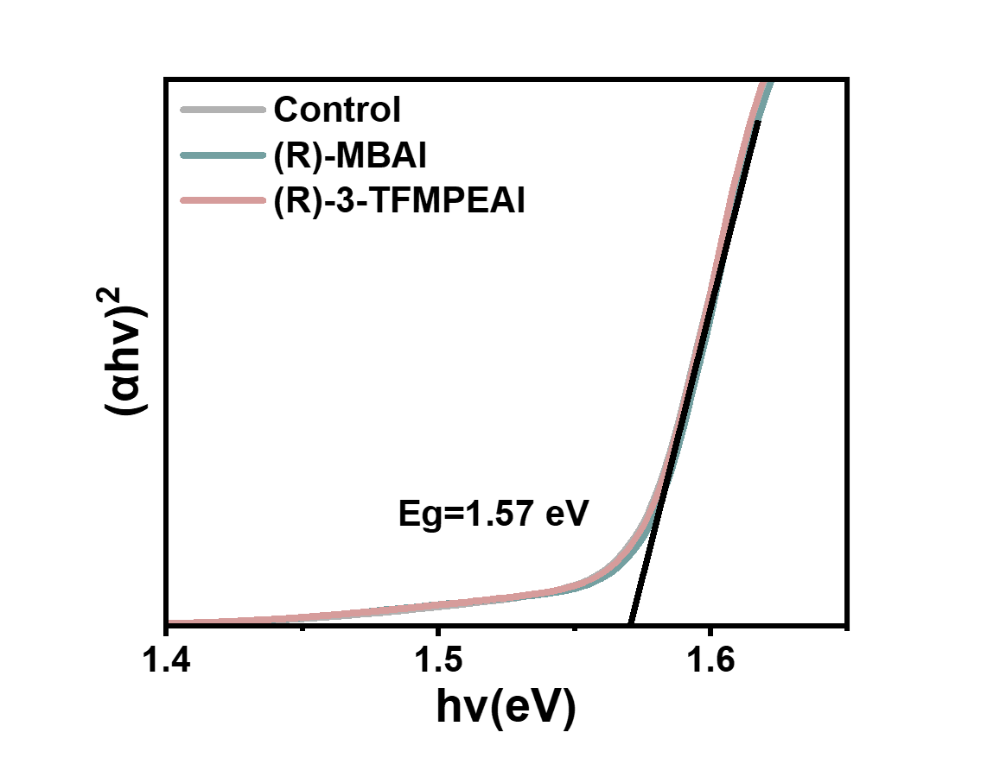 Control
(R)-MBAI
(R)-3-TFMPEAI
(αhv)²
Eg=1.57 eV
1.4 1.5 1.6
hv(eV)